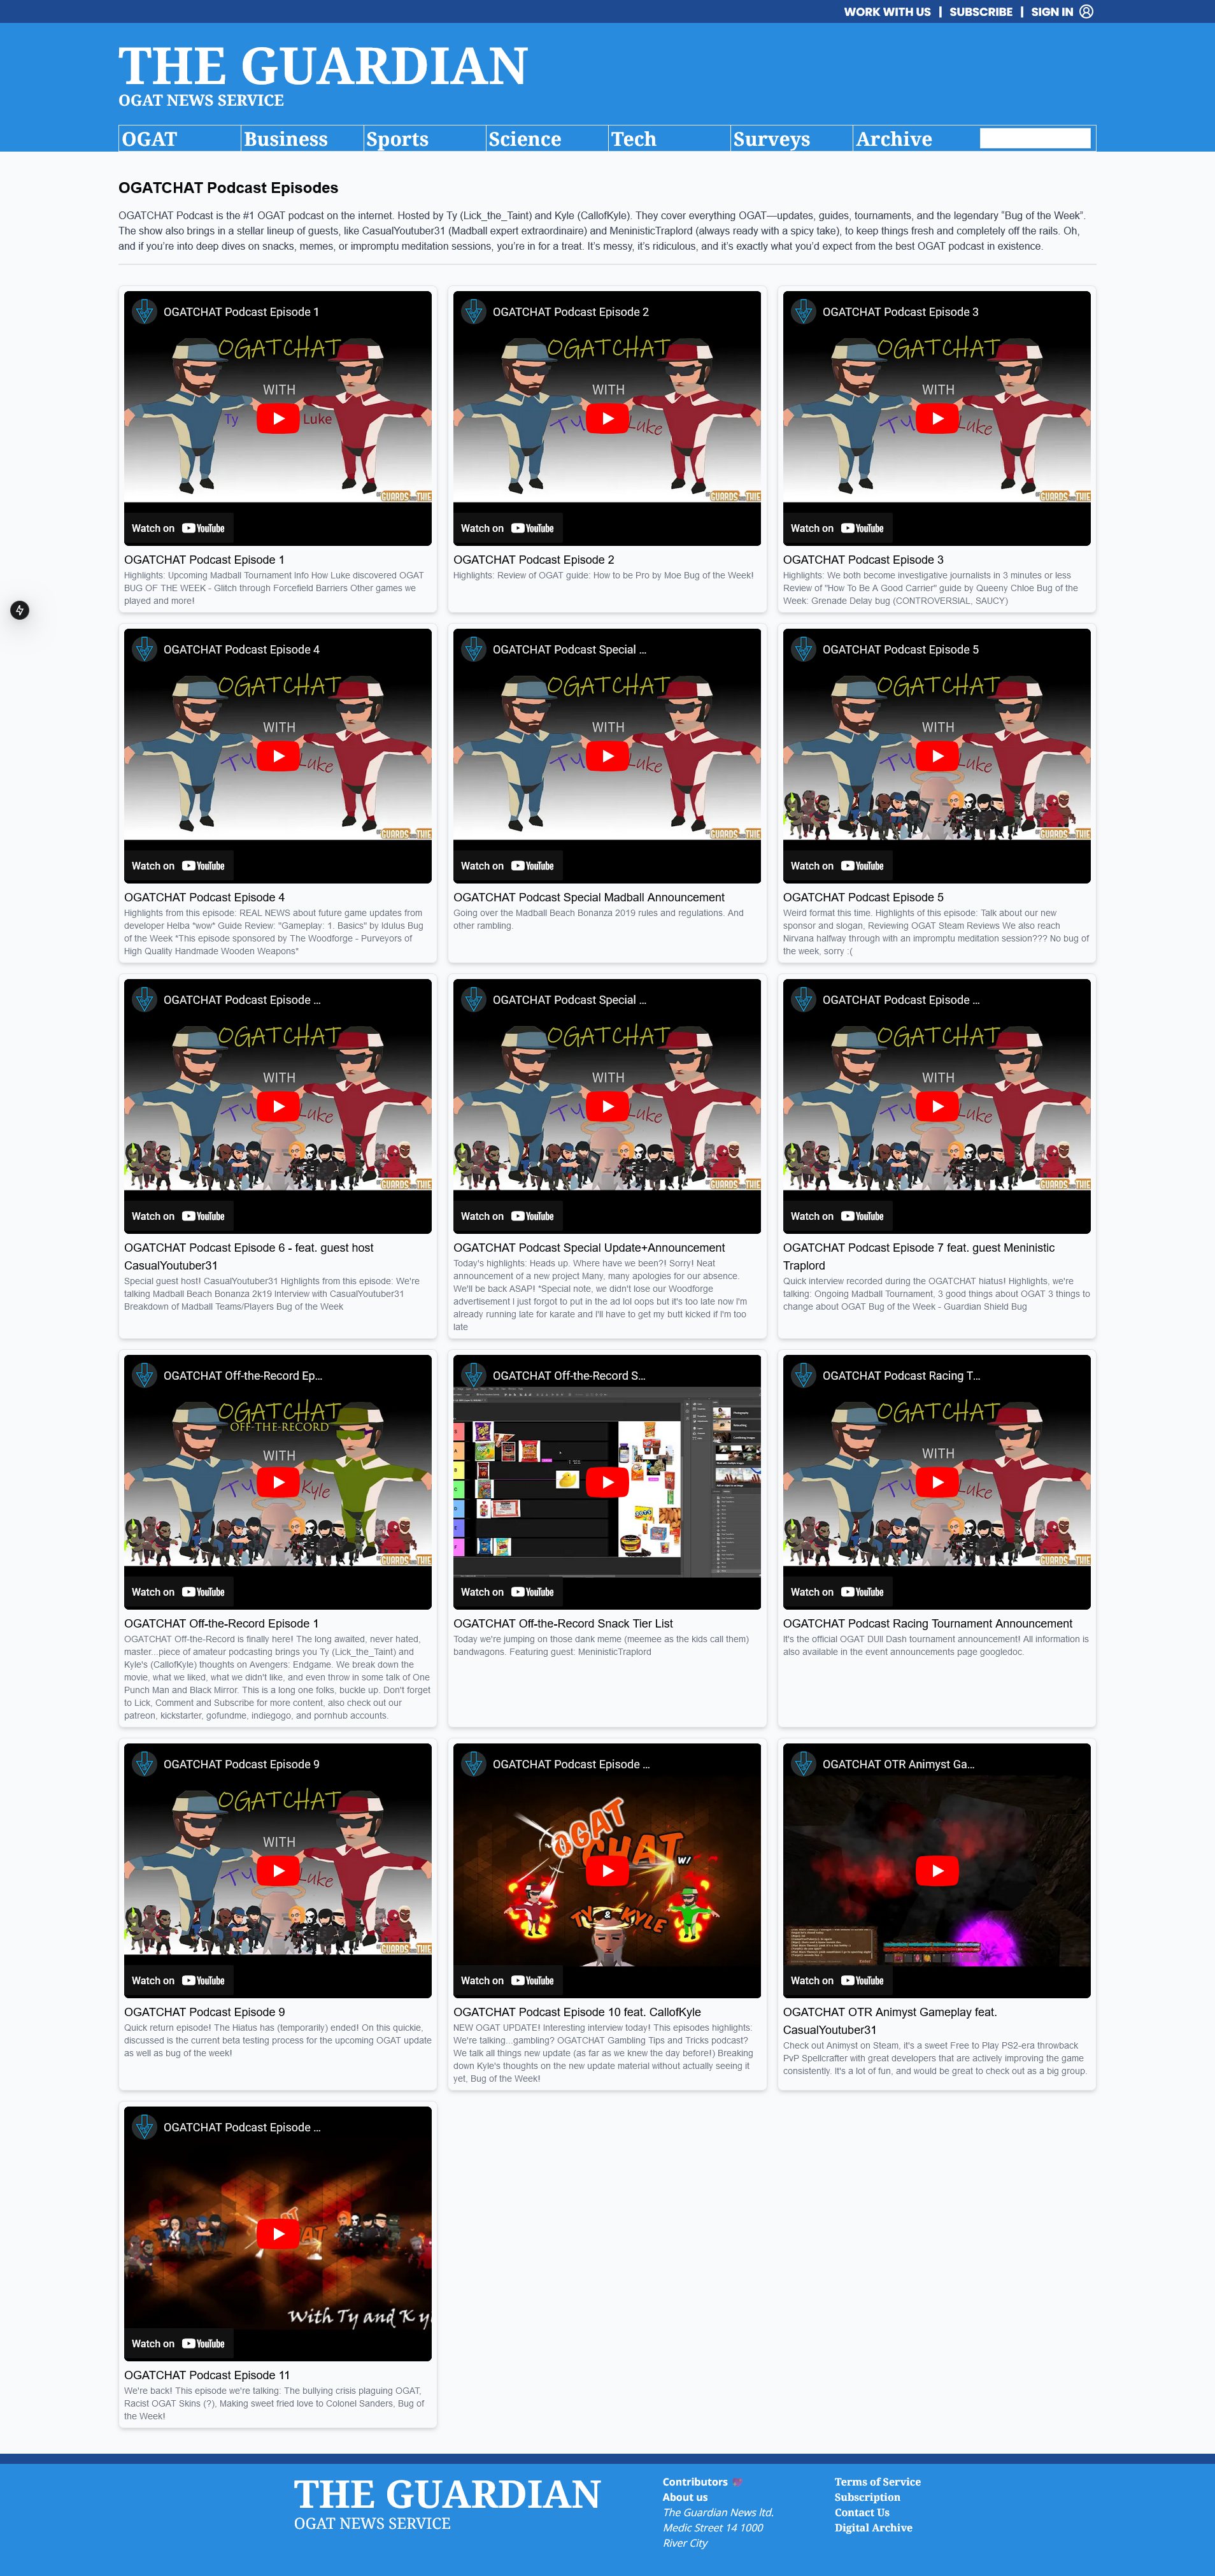 WORK WITH US | SUBSCRIBE | SIGN IN
THE GUARDIAN
OGAT NEWS SERVICE
OGAT Business Sports Science Tech Surveys Archive
OGATCHAT Podcast Episodes
OGATCHAT Podcast is the #1 OGAT podcast on the internet. Hosted by Ty (Lick_the_Taint) and Kyle (CallofKyle). They cover everything OGAT—updates, guides, tournaments, and the legendary "Bug of the Week".
The show also brings in a stellar lineup of guests, like CasualYoutuber31 (Madball expert extraordinaire) and MeninisticTraplord (always ready with a spicy take), to keep things fresh and completely off the rails. Oh,
and if you're into deep dives on snacks, memes, or impromptu meditation sessions, you're in for a treat. It's messy, it's ridiculous, and it's exactly what you'd expect from the best OGAT podcast in existence.
OGATCHAT Podcast Episode 1
OGATCHAT
WITH
Ty Luke
Watch on YouTube
OGATCHAT Podcast Episode 1
Highlights: Upcoming Madball Tournament Info How Luke discovered OGAT
BUG OF THE WEEK - Glitch through Forcefield Barriers Other games we
played and more!
OGATCHAT Podcast Episode 2
OGATCHAT
WITH
Ty Luke
Watch on YouTube
OGATCHAT Podcast Episode 2
Highlights: Review of OGAT guide: How to be Pro by Moe Bug of the Week!
OGATCHAT Podcast Episode 3
OGATCHAT
WITH
Ty Luke
Watch on YouTube
OGATCHAT Podcast Episode 3
Highlights: We both become investigative journalists in 3 minutes or less
Review of "How To Be A Good Carrier" guide by Queeny Chloe Bug of the
Week: Grenade Delay bug (CONTROVERSIAL, SAUCY)
OGATCHAT Podcast Episode 4
OGATCHAT
WITH
Ty Luke
Watch on YouTube
OGATCHAT Podcast Episode 4
Highlights from this episode: REAL NEWS about future game updates from
developer Helba *wow* Guide Review: "Gameplay: 1. Basics" by Idulus Bug
of the Week *This episode sponsored by The Woodforge - Purveyors of
High Quality Handmade Wooden Weapons*
OGATCHAT Podcast Special ...
OGATCHAT
WITH
Ty Luke
Watch on YouTube
OGATCHAT Podcast Special Madball Announcement
Going over the Madball Beach Bonanza 2019 rules and regulations. And
other rambling.
OGATCHAT Podcast Episode 5
OGATCHAT
WITH
Ty Luke
Watch on YouTube
OGATCHAT Podcast Episode 5
Weird format this time. Highlights of this episode: Talk about our new
sponsor and slogan, Reviewing OGAT Steam Reviews We also reach
Nirvana halfway through with an impromptu meditation session??? No bug of
the week, sorry :(
OGATCHAT Podcast Episode ...
OGATCHAT
WITH
Ty Luke
Watch on YouTube
OGATCHAT Podcast Episode 6 - feat. guest host
CasualYoutuber31
Special guest host! CasualYoutuber31 Highlights from this episode: We're
talking Madball Beach Bonanza 2k19 Interview with CasualYoutuber31
Breakdown of Madball Teams/Players Bug of the Week
OGATCHAT Podcast Special ...
OGATCHAT
WITH
Ty Luke
Watch on YouTube
OGATCHAT Podcast Special Update+Announcement
Today's highlights: Heads up. Where have we been?! Sorry! Neat
announcement of a new project Many, many apologies for our absence.
We'll be back ASAP! *Special note, we didn't lose our Woodforge
advertisement I just forgot to put in the ad lol oops but it's too late now I'm
already running late for karate and I'll have to get my butt kicked if I'm too
late
OGATCHAT Podcast Episode ...
OGATCHAT
WITH
Ty Luke
Watch on YouTube
OGATCHAT Podcast Episode 7 feat. guest Meninistic
Traplord
Quick interview recorded during the OGATCHAT hiatus! Highlights, we're
talking: Ongoing Madball Tournament, 3 good things about OGAT 3 things to
change about OGAT Bug of the Week - Guardian Shield Bug
OGATCHAT Off-the-Record Ep...
OGATCHAT
OFF-THE-RECORD
WITH
Ty Kyle
Watch on YouTube
OGATCHAT Off-the-Record Episode 1
OGATCHAT Off-the-Record is finally here! The long awaited, never hated,
master...piece of amateur podcasting brings you Ty (Lick_the_Taint) and
Kyle's (CallofKyle) thoughts on Avengers: Endgame. We break down the
movie, what we liked, what we didn't like, and even throw in some talk of One
Punch Man and Black Mirror. This is a long one folks, buckle up. Don't forget
to Lick, Comment and Subscribe for more content, also check out our
patreon, kickstarter, gofundme, indiegogo, and pornhub accounts.
OGATCHAT Off-the-Record S...
Watch on YouTube
OGATCHAT Off-the-Record Snack Tier List
Today we're jumping on those dank meme (meemee as the kids call them)
bandwagons. Featuring guest: MeninisticTraplord
OGATCHAT Podcast Racing T...
OGATCHAT
WITH
Ty Luke
Watch on YouTube
OGATCHAT Podcast Racing Tournament Announcement
It's the official OGAT DUll Dash tournament announcement! All information is
also available in the event announcements page googledoc.
OGATCHAT Podcast Episode 9
OGATCHAT
WITH
Ty Luke
Watch on YouTube
OGATCHAT Podcast Episode 9
Quick return episode! The Hiatus has (temporarily) ended! On this quickie,
discussed is the current beta testing process for the upcoming OGAT update
as well as bug of the week!
OGATCHAT Podcast Episode ...
OGAT
CHAT
W/
TY & KYLE
Watch on YouTube
OGATCHAT Podcast Episode 10 feat. CallofKyle
NEW OGAT UPDATE! Interesting interview today! This episodes highlights:
We're talking...gambling? OGATCHAT Gambling Tips and Tricks podcast?
We talk all things new update (as far as we knew the day before!) Breaking
down Kyle's thoughts on the new update material without actually seeing it
yet, Bug of the Week!
OGATCHAT OTR Animyst Ga...
Watch on YouTube
OGATCHAT OTR Animyst Gameplay feat.
CasualYoutuber31
Check out Animyst on Steam, it's a sweet Free to Play PS2-era throwback
PvP Spellcrafter with great developers that are actively improving the game
consistently. It's a lot of fun, and would be great to check out as a big group.
OGATCHAT Podcast Episode ...
With Ty and Ky
Watch on YouTube
OGATCHAT Podcast Episode 11
We're back! This episode we're talking: The bullying crisis plaguing OGAT,
Racist OGAT Skins (?), Making sweet fried love to Colonel Sanders, Bug of
the Week!
THE GUARDIAN
OGAT NEWS SERVICE
Contributors
About us
The Guardian News ltd.
Medic Street 14 1000
River City
Terms of Service
Subscription
Contact Us
Digital Archive